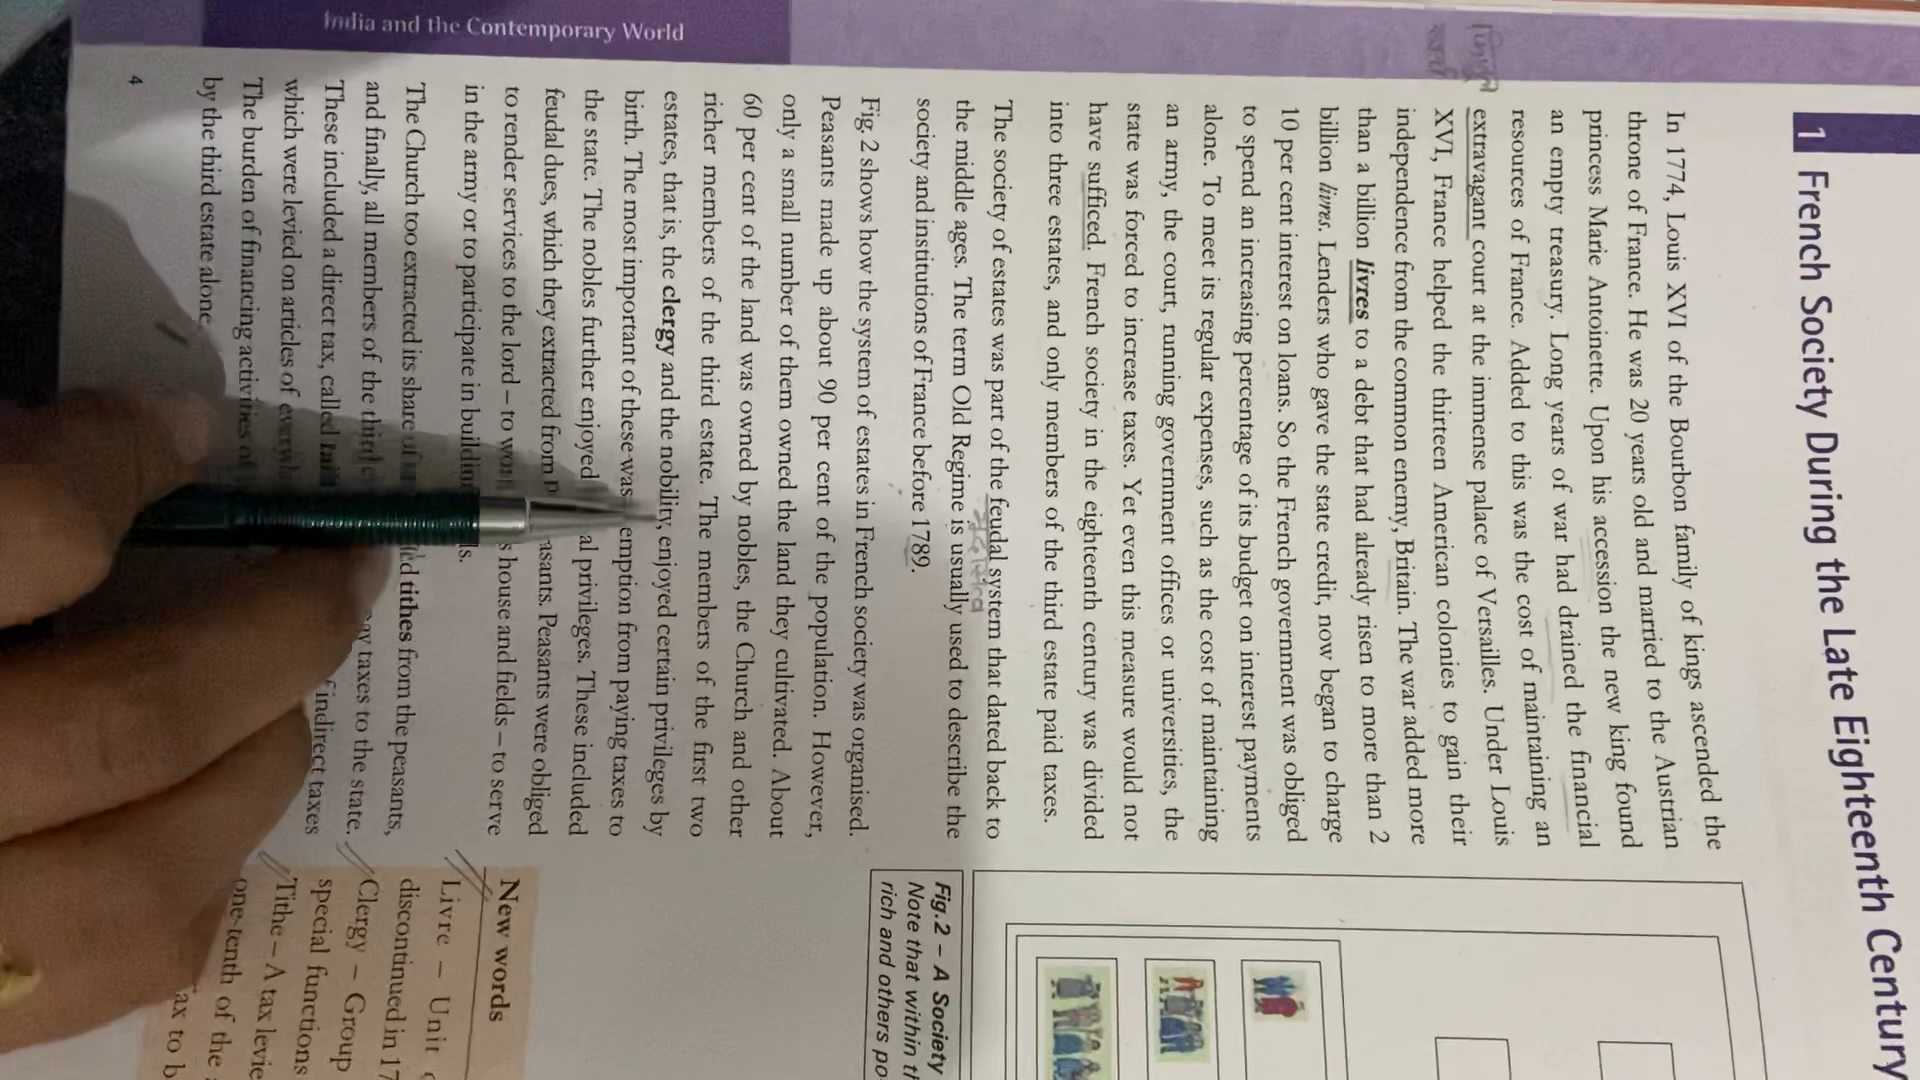 1 French Society During the Late Eighteenth Century
In 1774, Louis XVI of the Bourbon family of kings ascended the
throne of France. He was 20 years old and married to the Austrian
princess Marie Antoinette. Upon his accession the new king found
an empty treasury. Long years of war had drained the financial
resources of France. Added to this was the cost of maintaining an
extravagant court at the immense palace of Versailles. Under Louis
XVI, France helped the thirteen American colonies to gain their
independence from the common enemy, Britain. The war added more
than a billion livres to a debt that had already risen to more than 2
billion livres. Lenders who gave the state credit, now began to charge
10 per cent interest on loans. So the French government was obliged
to spend an increasing percentage of its budget on interest payments
alone. To meet its regular expenses, such as the cost of maintaining
an army, the court, running government offices or universities, the
state was forced to increase taxes. Yet even this measure would not
have sufficed. French society in the eighteenth century was divided
into three estates, and only members of the third estate paid taxes.
The society of estates was part of the feudal system that dated back to
the middle ages. The term Old Regime is usually used to describe the
society and institutions of France before 1789.
Fig. 2 shows how the system of estates in French society was organised.
Peasants made up about 90 per cent of the population. However,
only a small number of them owned the land they cultivated. About
60 per cent of the land was owned by nobles, the Church and other
richer members of the third estate. The members of the first two
estates, that is, the clergy and the nobility, enjoyed certain privileges by
birth. The most important of these was emption from paying taxes to
the state. The nobles further enjoyed al privileges. These included
feudal dues, which they extracted from p asants. Peasants were obliged
to render services to the lord – to wor s house and fields – to serve
in the army or to participate in buildin ds.
The Church too extracted its share of tithes from the peasants,
and finally, all members of the third e ay taxes to the state.
These included a direct tax, called f indirect taxes
which were levied on articles of
The burden of financing activities of
by the third estate alone.
4
India and the Contemporary World
Fig.2 – A Society
Note that within th
rich and others po
New words
Livre – Unit
discontinued in 17
Clergy – Group
special functions
Tithe – A tax levie
one-tenth of the
ax to b